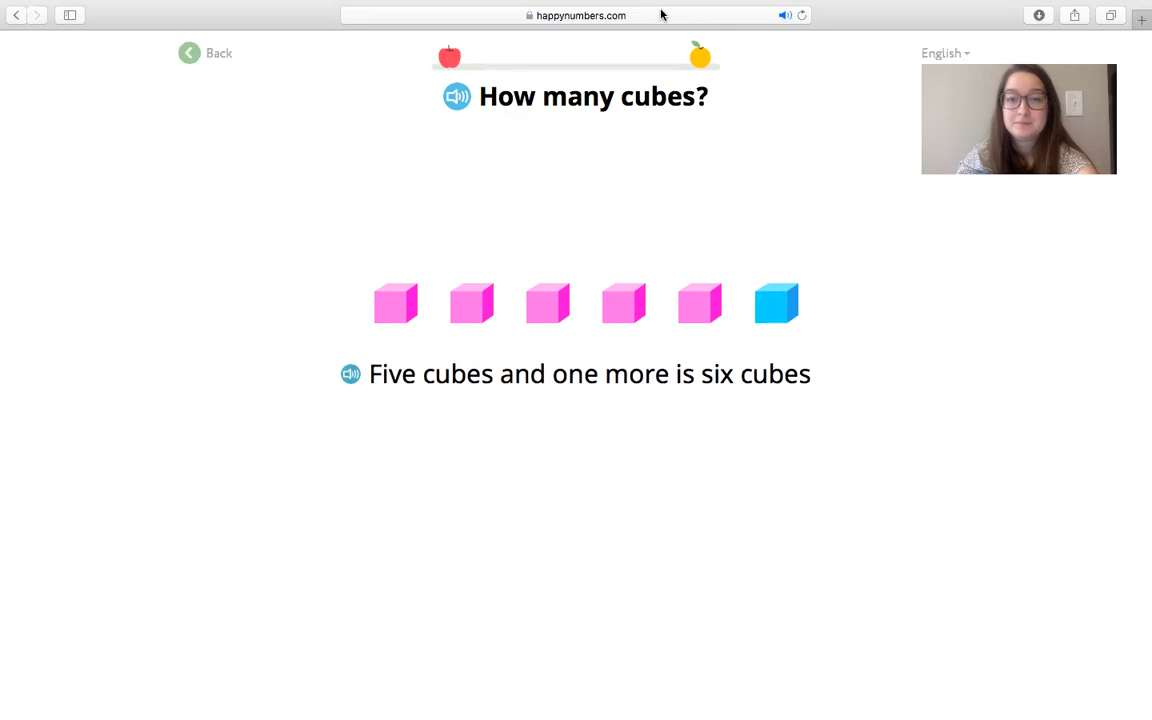 happynumbers.com
Back
English
How many cubes?
Five cubes and one more is six cubes